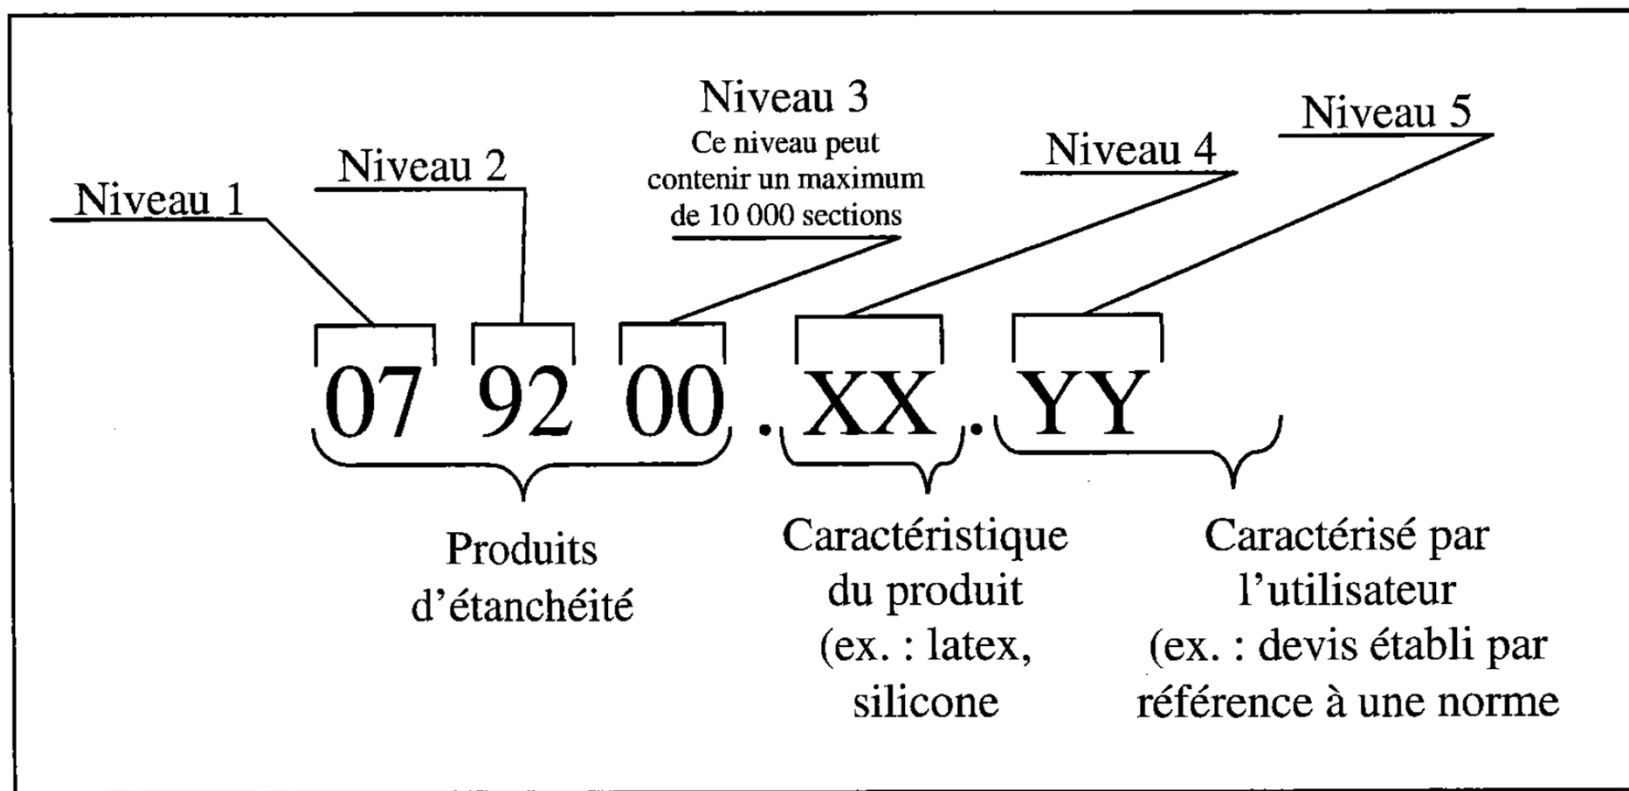 Niveau 1
Niveau 2
Niveau 3
Ce niveau peut
contenir un maximum
de 10 000 sections
Niveau 4
Niveau 5
07 92 00 . XX . YY
Produits
d'étanchéité
Caractéristique
du produit
(ex. : latex,
silicone
Caractérisé par
l'utilisateur
(ex. : devis établi par
référence à une norme